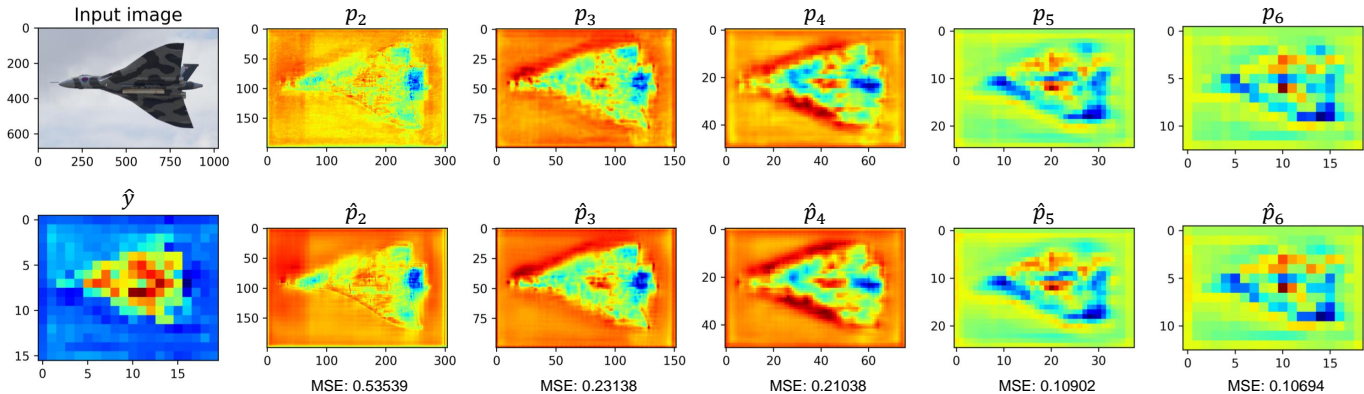 Input image
p₂
p₃
p₄
p₅
p₆
0
200
400
600
0 250 500 750 1000
0
50
100
150
0 100 200 300
0
25
50
75
0 50 100 150
0
20
40
0 20 40 60
0
10
20
0 10 20 30
0
5
10
0 5 10 15
ŷ
p̂₂
p̂₃
p̂₄
p̂₅
p̂₆
0
5
10
15
0 5 10 15
0
50
100
150
0 100 200 300
0
25
50
75
0 50 100 150
0
20
40
0 20 40 60
0
10
20
0 10 20 30
0
5
10
0 5 10 15
MSE: 0.53539
MSE: 0.23138
MSE: 0.21038
MSE: 0.10902
MSE: 0.10694